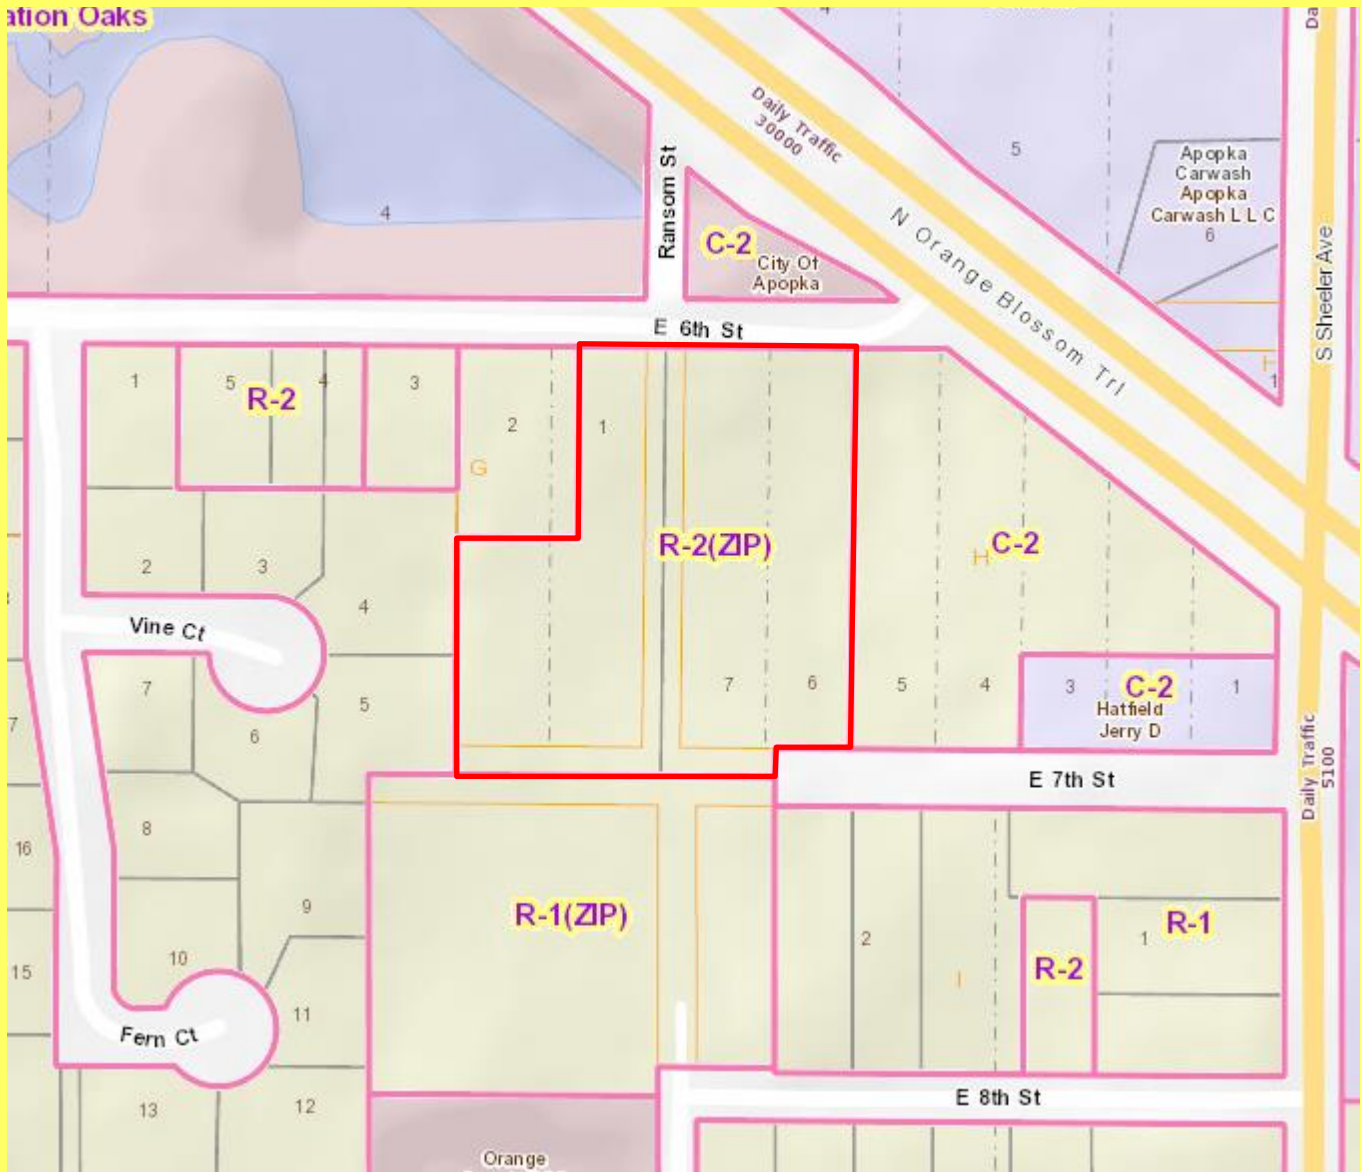 ation Oaks
4
Daily Traffic
30000
5
Apopka
Carwash
Apopka
Carwash L L C
6
4
Ransom St
C-2
City Of
Apopka
N Orange Blossom Trl
S Sheeler Ave
E 6th St
H
1
1
5
4
3
R-2
2
1
G
R-2(ZIP)
C-2
H
2
3
4
Vine Ct
7
6
5
7
6
5
4
3
C-2
1
Hatfield
Jerry D
7
E 7th St
Daily Traffic
5100
8
16
9
R-1(ZIP)
2
R-1
1
10
15
R-2
I
11
Fern Ct
E 8th St
13
12
Orange